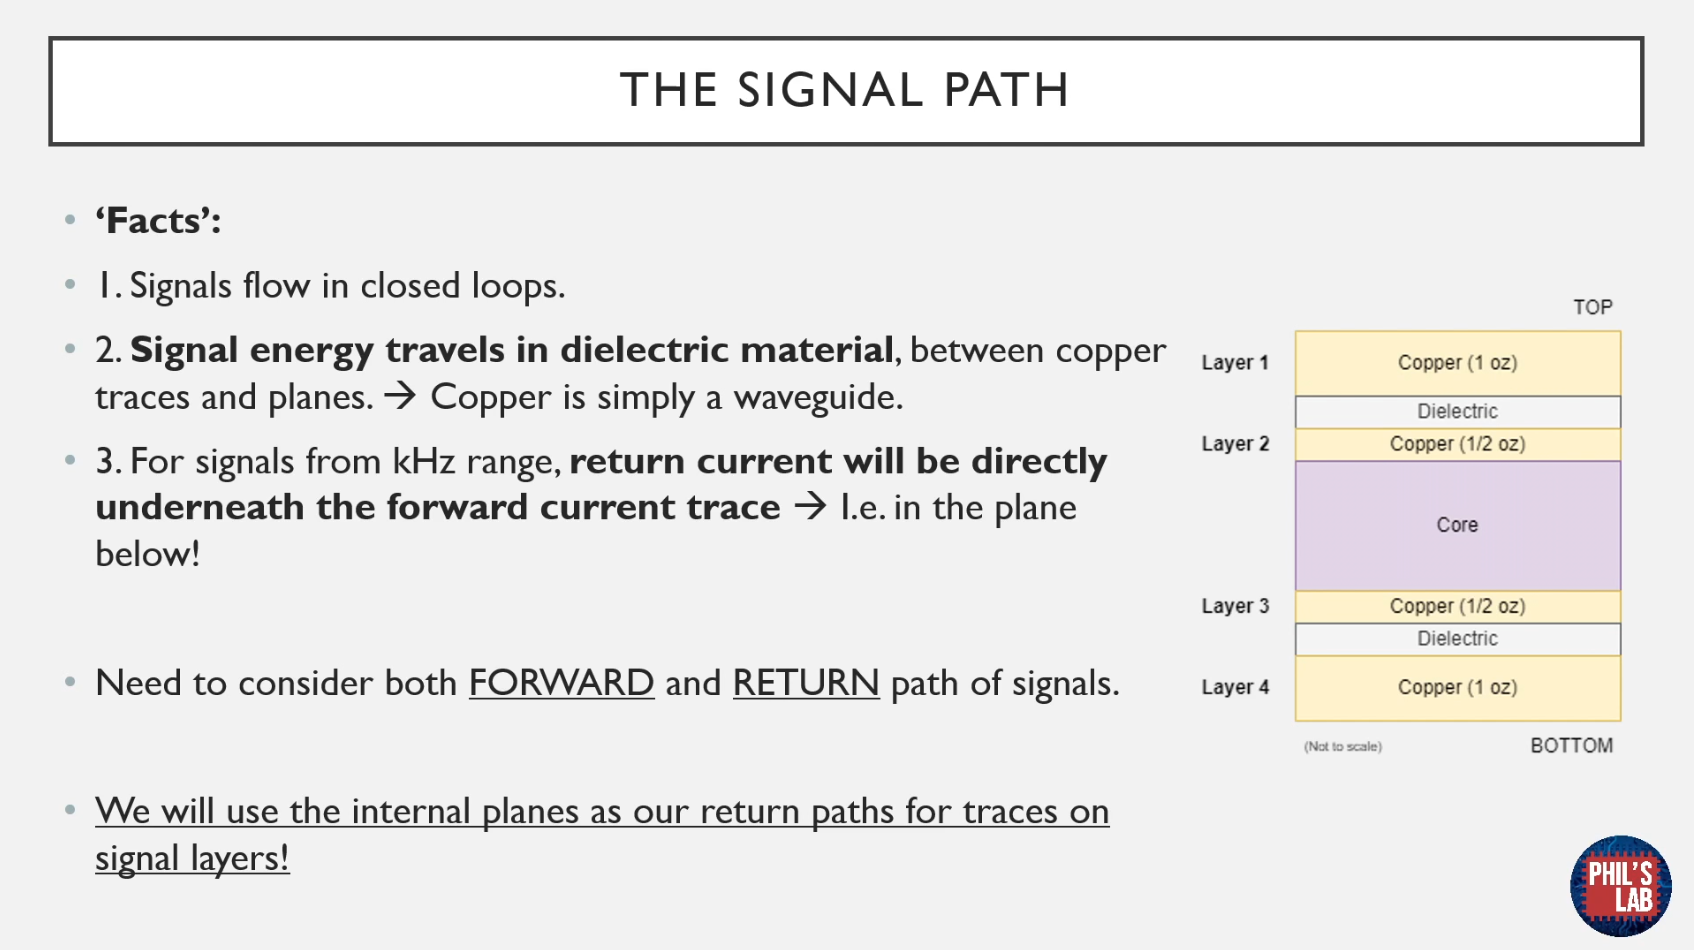 THE SIGNAL PATH
• ‘Facts’:
• 1. Signals flow in closed loops.
• 2. Signal energy travels in dielectric material, between copper
traces and planes. → Copper is simply a waveguide.
• 3. For signals from kHz range, return current will be directly
underneath the forward current trace → I.e. in the plane
below!
• Need to consider both FORWARD and RETURN path of signals.
• We will use the internal planes as our return paths for traces on
signal layers!
TOP
Layer 1 Copper (1 oz)
Dielectric
Layer 2 Copper (1/2 oz)
Core
Layer 3 Copper (1/2 oz)
Dielectric
Layer 4 Copper (1 oz)
(Not to scale) BOTTOM
PHIL'S
LAB